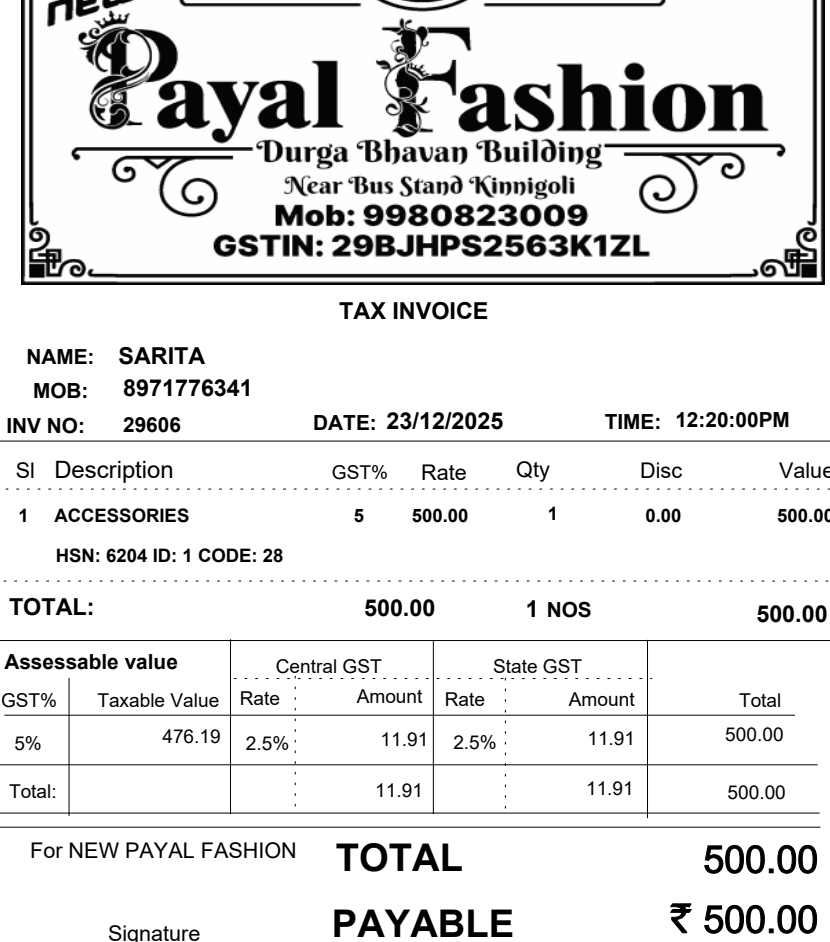 new
Payal Fashion
Durga Bhavan Building
Near Bus Stand Kinnigoli
Mob: 9980823009
GSTIN: 29BJHPS2563K1ZL
TAX INVOICE
NAME: SARITA
MOB: 8971776341
INV NO: 29606 DATE: 23/12/2025 TIME: 12:20:00PM
Sl Description GST% Rate Qty Disc Value
1 ACCESSORIES 5 500.00 1 0.00 500.00
HSN: 6204 ID: 1 CODE: 28
TOTAL: 500.00 1 NOS 500.00
Assessable value Central GST State GST
GST% Taxable Value Rate Amount Rate Amount Total
5% 476.19 2.5% 11.91 2.5% 11.91 500.00
Total: 11.91 11.91 500.00
For NEW PAYAL FASHION TOTAL 500.00
Signature PAYABLE ₹ 500.00